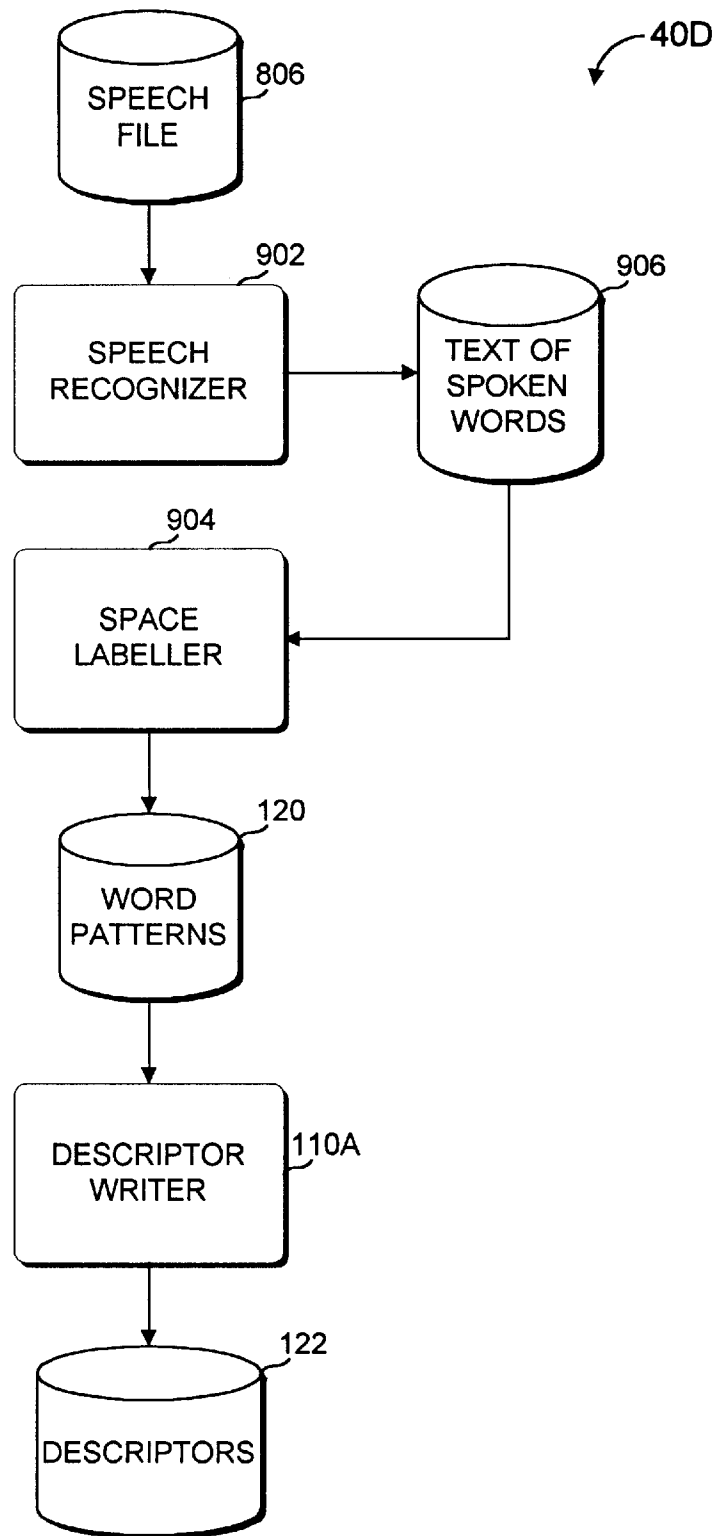 40D
806
SPEECH
FILE
902
SPEECH
RECOGNIZER
906
TEXT OF
SPOKEN
WORDS
904
SPACE
LABELLER
120
WORD
PATTERNS
110A
DESCRIPTOR
WRITER
122
DESCRIPTORS